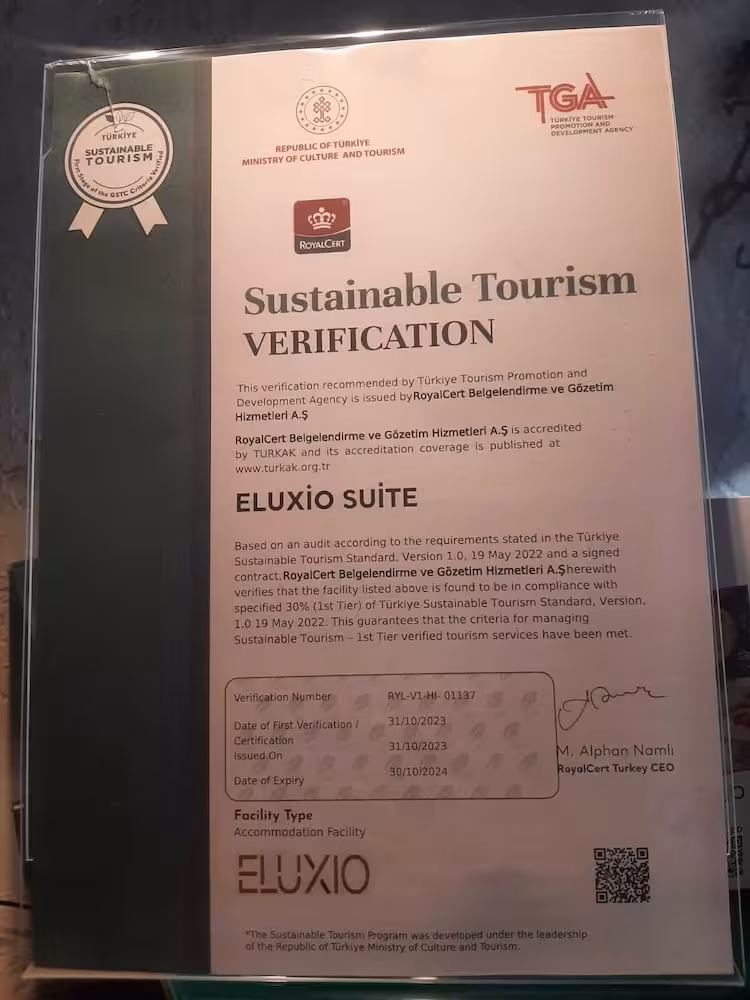 TÜRKİYE
SUSTAINABLE
TOURISM
First Stage of the GSTC Criteria Verified
REPUBLIC OF TÜRKİYE
MINISTRY OF CULTURE AND TOURISM
TGA
TÜRKİYE TOURISM
PROMOTION AND
DEVELOPMENT AGENCY
ROYALCERT
Sustainable Tourism
VERIFICATION
This verification recommended by Türkiye Tourism Promotion and
Development Agency is issued by RoyalCert Belgelendirme ve Gözetim
Hizmetleri A.Ş
RoyalCert Belgelendirme ve Gözetim Hizmetleri A.Ş is accredited
by TURKAK and its accreditation coverage is published at
www.turkak.org.tr
ELUXİO SUİTE
Based on an audit according to the requirements stated in the Türkiye
Sustainable Tourism Standard, Version 1.0, 19 May 2022 and a signed
contract, RoyalCert Belgelendirme ve Gözetim Hizmetleri A.Ş herewith
verifies that the facility listed above is found to be in compliance with
specified 30% (1st Tier) of Türkiye Sustainable Tourism Standard, Version,
1.0 19 May 2022. This guarantees that the criteria for managing
Sustainable Tourism – 1st Tier verified tourism services have been met.
Verification Number RYL-V1-HI- 01137
Date of First Verification / 31/10/2023
Certification
Issued On 31/10/2023
Date of Expiry 30/10/2024
M. Alphan Namlı
RoyalCert Turkey CEO
Facility Type
Accommodation Facility
ELUXIO
*The Sustainable Tourism Program was developed under the leadership
of the Republic of Türkiye Ministry of Culture and Tourism.